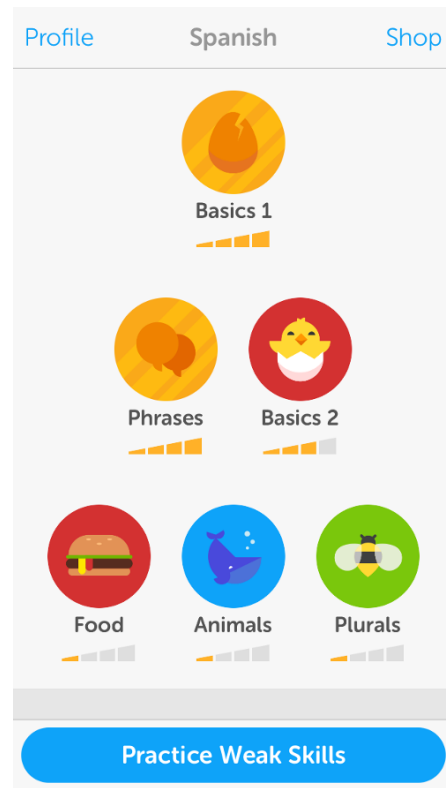 Profile Spanish Shop
Basics 1
Phrases Basics 2
Food Animals Plurals
Practice Weak Skills